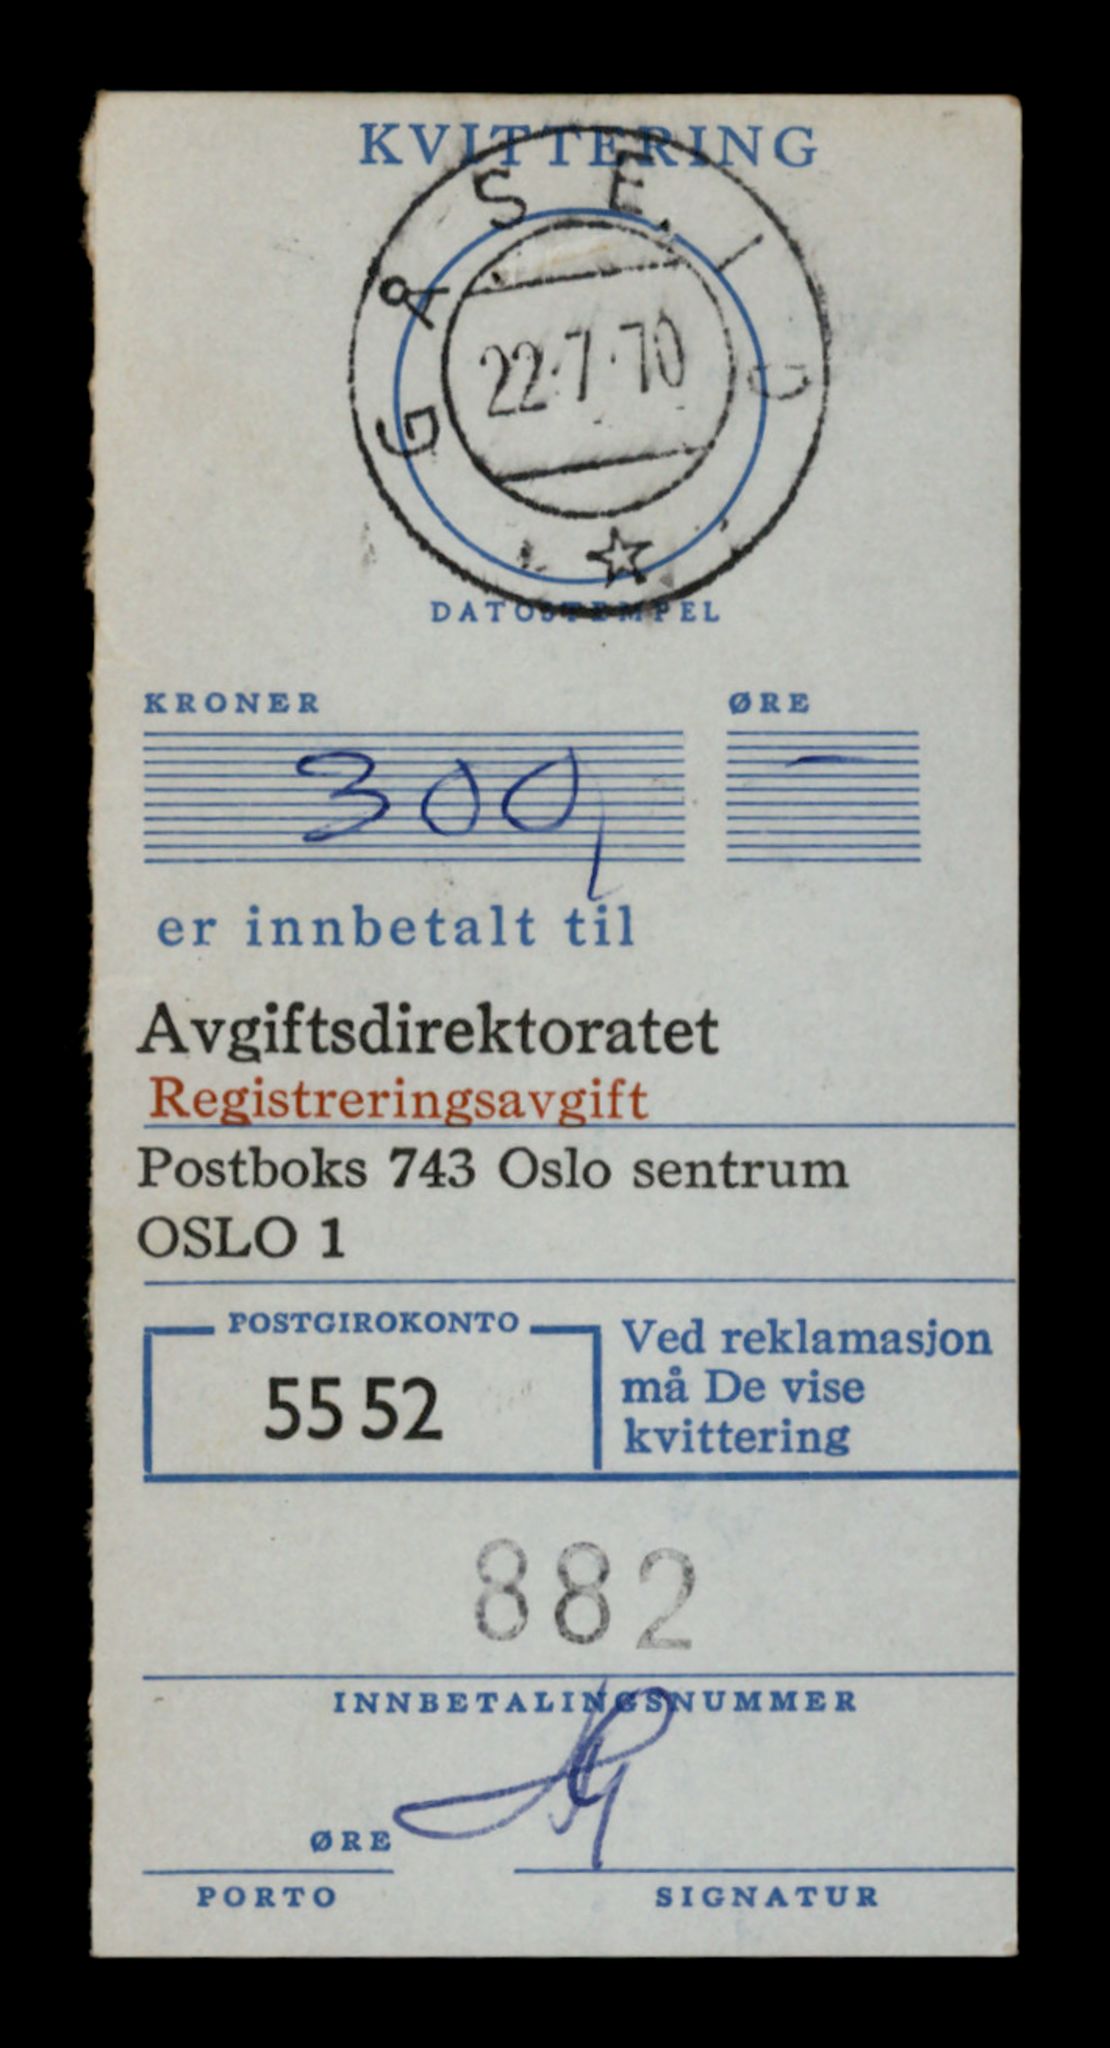 KVITTERING
GÅSEID
22·7·70
DATOSTEMPEL
KRONER ØRE
300, —
er innbetalt til
Avgiftsdirektoratet
Registreringsavgift
Postboks 743 Oslo sentrum
OSLO 1
POSTGIROKONTO
55 52
Ved reklamasjon
må De vise
kvittering
882
INNBETALINGSNUMMER
ØRE
PORTO SIGNATUR